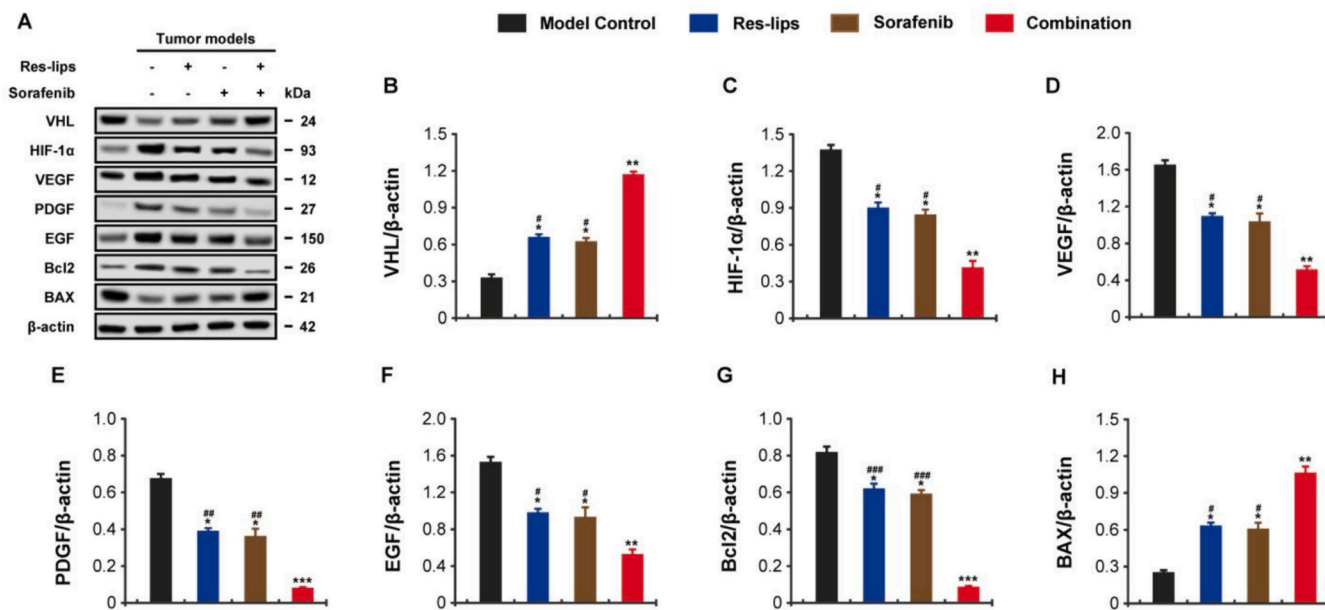 A
Tumor models
Res-lips - + +
Sorafenib - - + + kDa
VHL - 24
HIF-1α - 93
VEGF - 12
PDGF - 27
EGF - 150
Bcl2 - 26
BAX - 21
β-actin - 42
Model Control Res-lips Sorafenib Combination
B
VHL/β-actin
1.5
1.2
0.9
0.6
0.3
0
# *
# *
**
C
HIF-1α/β-actin
1.5
1.2
0.9
0.6
0.3
0
# *
# *
**
D
VEGF/β-actin
2.0
1.6
1.2
0.8
0.4
0
# *
# *
**
E
PDGF/β-actin
1.0
0.8
0.6
0.4
0.2
0
## *
## *
***
F
EGF/β-actin
2.0
1.6
1.2
0.8
0.4
0
# *
# *
**
G
Bcl2/β-actin
1.0
0.8
0.6
0.4
0.2
0
### *
### *
***
H
BAX/β-actin
1.5
1.2
0.9
0.6
0.3
0
# *
# *
**